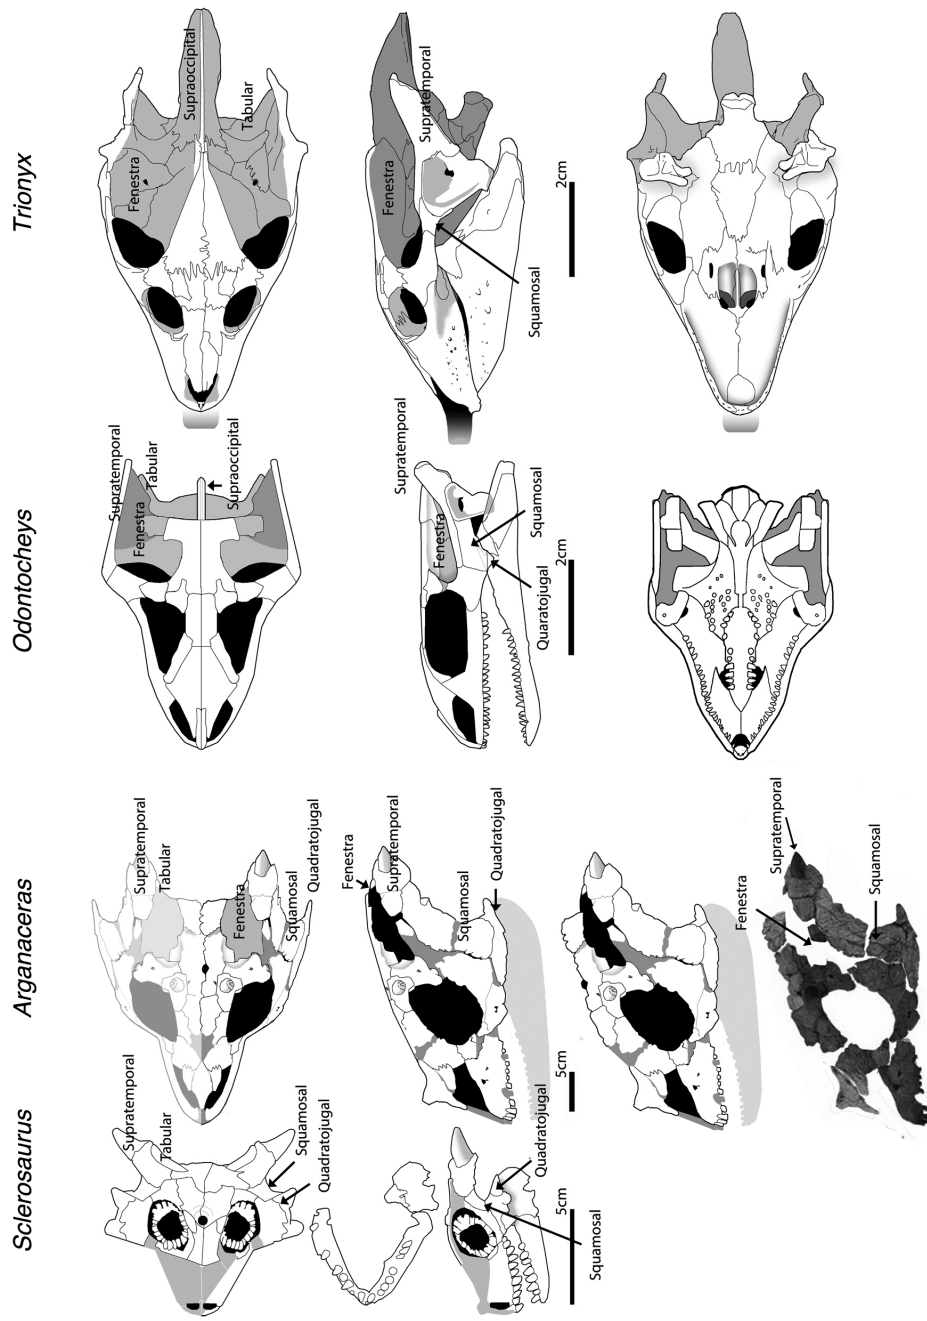 Trionyx
Supraoccipital
Tabular
Fenestra
Supratemporal
Fenestra
Squamosal
2cm
Odontocheys
Supratemporal
Tabular
Fenestra
Supraoccipital
Supratemporal
Fenestra
Squamosal
Quaratojugal
2cm
Arganaceras
Supratemporal
Tabular
Fenestra
Squamosal
Quadratojugal
Fenestra
Supratemporal
Squamosal
Quadratojugal
5cm
Supratemporal
Fenestra
Squamosal
Sclerosaurus
Supratemporal
Tabular
Squamosal
Quadratojugal
Quadratojugal
Squamosal
5cm